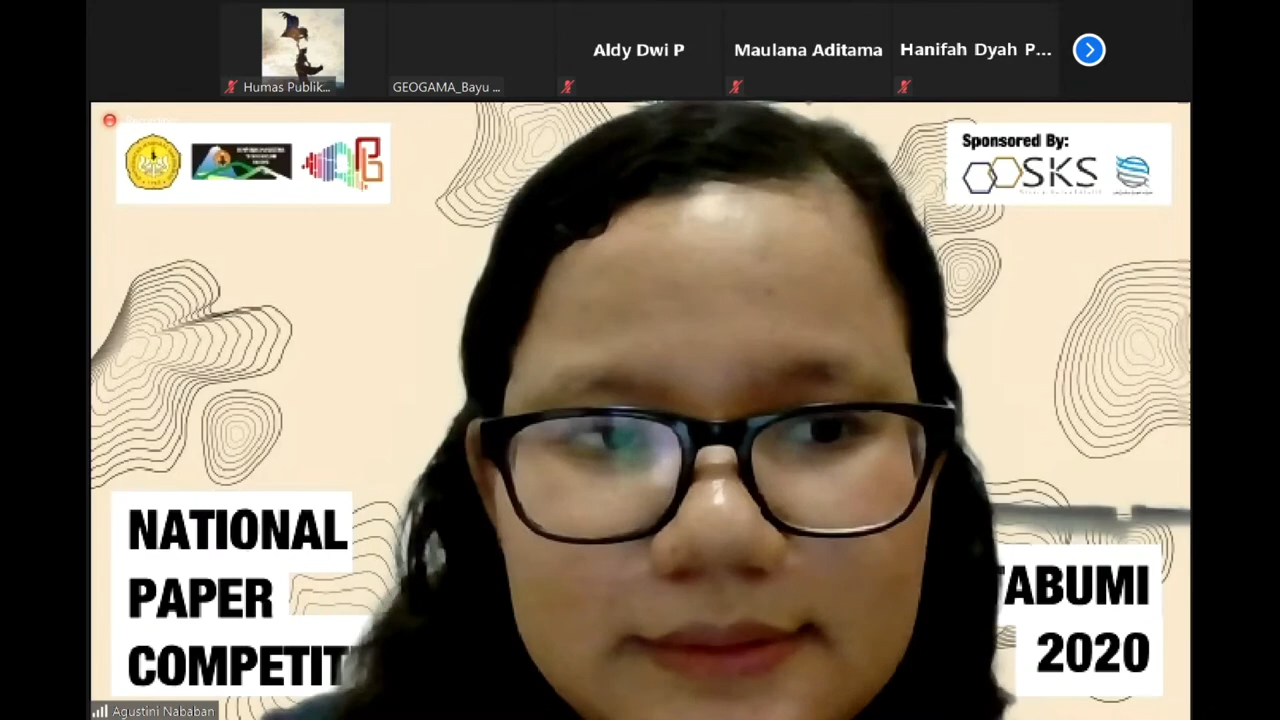 Aldy Dwi P
Maulana Aditama
Hanifah Dyah P...
Humas Publik...
GEOGAMA_Bayu ...
Sponsored By:
SKS
NATIONAL
PAPER
COMPETIT
TABUMI
2020
Agustini Nababan